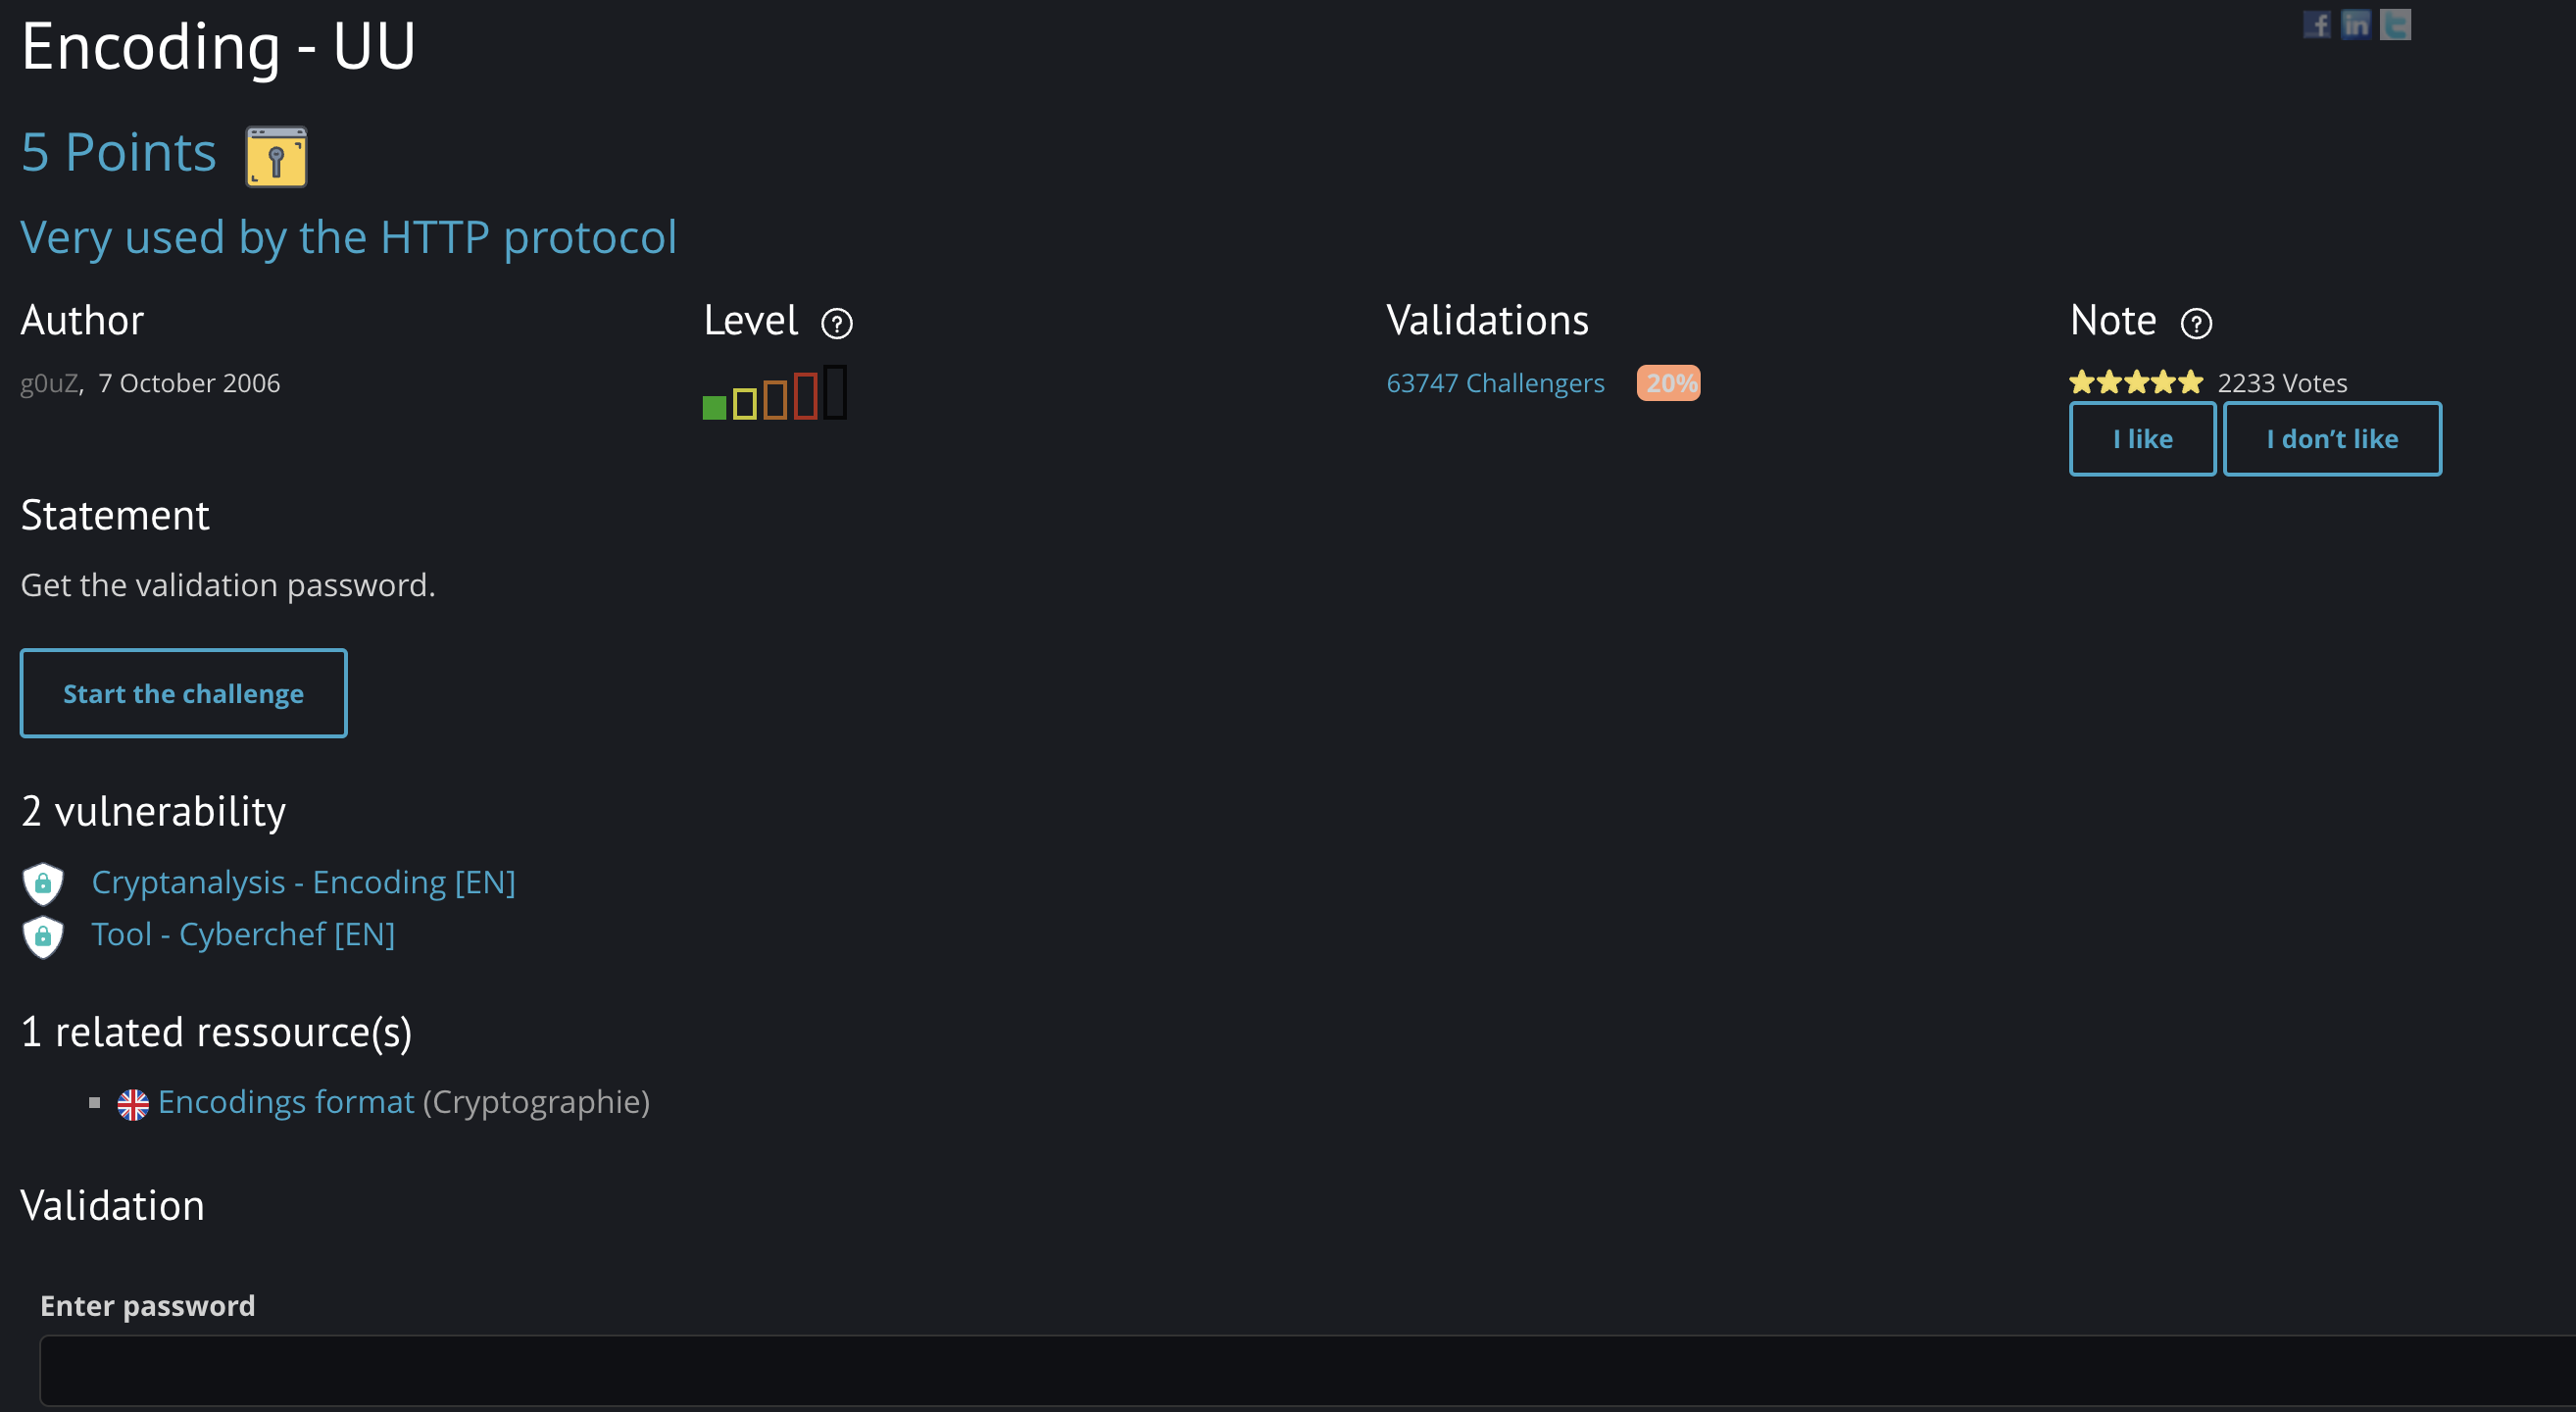 Encoding - UU
f in t
5 Points
Very used by the HTTP protocol
Author
g0uZ, 7 October 2006
Level ?
Validations
63747 Challengers 20%
Note ?
2233 Votes
I like
I don’t like
Statement
Get the validation password.
Start the challenge
2 vulnerability
Cryptanalysis - Encoding [EN]
Tool - Cyberchef [EN]
1 related ressource(s)
Encodings format (Cryptographie)
Validation
Enter password